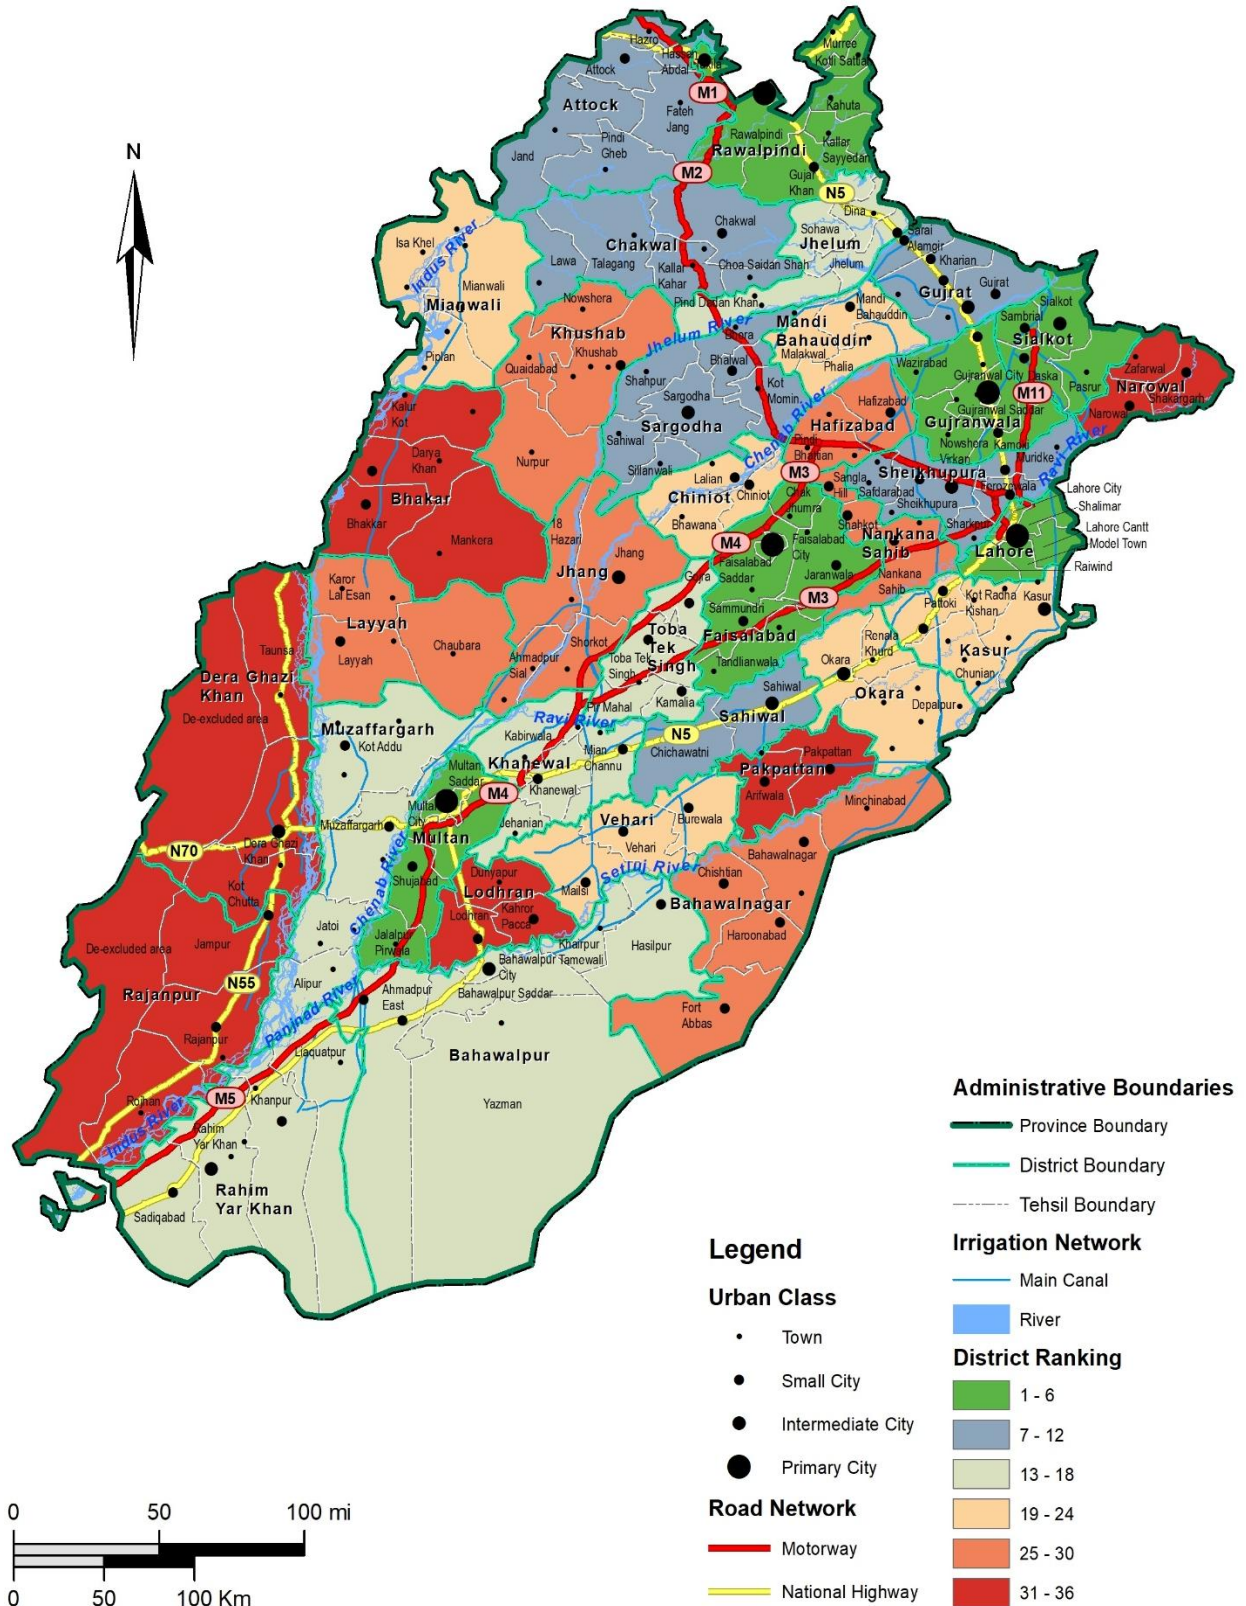 N
Hazro
Hassan
Abdal
Taxila
Attock
Attock
Fateh
Jang
Pindi
Gheb
Jand
M1
Murree
Kotli Sattian
Kahuta
Kallar
Sayyedan
Rawalpindi
Rawalpindi
Gujar
Khan
M2
N5
Dina
Sohawa
Jhelum
Jhelum
Sarai
Alamgir
Kharian
Gujrat
Gujrat
Chakwal
Chakwal
Lawa
Talagang
Kallar
Kahar
Choa Saidan Shah
Pind Dadan Khan
Isa Khel
Indus River
Mianwali
Mianwali
Piplan
Nowshera
Khushab
Khushab
Quaidabad
Nurpur
Jhelum River
Bhera
Bhalwal
Shahpur
Sargodha
Sargodha
Sahiwal
Sillanwali
Kot
Momin
Mandi
Bahauddin
Mandi
Bahauddin
Malakwal
Phalia
Sialkot
Sambrial
Sialkot
Daska
Pasrur
Zafarwal
Narowal
Shakargarh
Narowal
Wazirabad
Gujranwal City
Gujranwal Saddar
Gujranwala
M11
Nowshera
Virkan
Kamoki
Muridke
Ravi River
Hafizabad
Hafizabad
Pindi
Bhattian
Chenab River
Kalur
Kot
Darya
Khan
Bhakar
Bhakkar
Mankera
Lalian
Chiniot
Chiniot
Bhawana
M3
Sangla
Hill
Safdarabad
Sheikhupura
Sheikhupura
Ferozewala
Sharkpur
Lahore City
Shalimar
Lahore Cantt
Model Town
Raiwind
Lahore
Chak
Jhumra
Shahkot
Nankana
Sahib
Nankana
Sahib
M4
Faisalabad
City
Faisalabad
Saddar
Jaranwala
M3
Sammundri
Faisalabad
Tandlianwala
18
Hazari
Jhang
Jhang
Shorkot
Ahmadpur
Sial
Gojra
Toba
Tek
Singh
Toba Tek
Singh
Kamalia
Pir Mahal
Karor
Lal Esan
Layyah
Layyah
Chaubara
Pattoki
Kot Radha
Kishan
Kasur
Kasur
Chunian
Renala
Khurd
Okara
Okara
Depalpur
Sahiwal
Sahiwal
Chichawatni
N5
Taunsa
Dera Ghazi
Khan
De-excluded area
Muzaffargarh
Kot Addu
Ravi River
Kabirwala
Mian
Channu
Khanewal
Khanewal
Multan
Saddar
Multan
City
Multan
M4
Jehanian
Pakpattan
Pakpattan
Arifwala
Minchinabad
Vehari
Vehari
Burewala
Mailsi
Setluj River
Bahawalnagar
Chishtian
Bahawalnagar
Haroonabad
Fort
Abbas
N70
Dera Ghazi
Khan
Kot
Chutta
Muzaffargarh
Chenab River
Shujabad
Jalalpur
Pirwala
Dunyapur
Lodhran
Kahror
Pacca
Lodhran
Khairpur
Tamewali
Hasilpur
De-excluded area
Jampur
Jatoi
Alipur
N55
Rajanpur
Rajanpur
Panjnad River
Ahmadpur
East
Bahawalpur
City
Bahawalpur Saddar
Bahawalpur
Yazman
Liaquatpur
Rojhan
Indus River
M5
Khanpur
Rahim
Yar Khan
Rahim
Yar Khan
Sadiqabad
Legend
Urban Class
Town
Small City
Intermediate City
Primary City
Road Network
Motorway
National Highway
Administrative Boundaries
Province Boundary
District Boundary
Tehsil Boundary
Irrigation Network
Main Canal
River
District Ranking
1 - 6
7 - 12
13 - 18
19 - 24
25 - 30
31 - 36
0 50 100 mi
0 50 100 Km